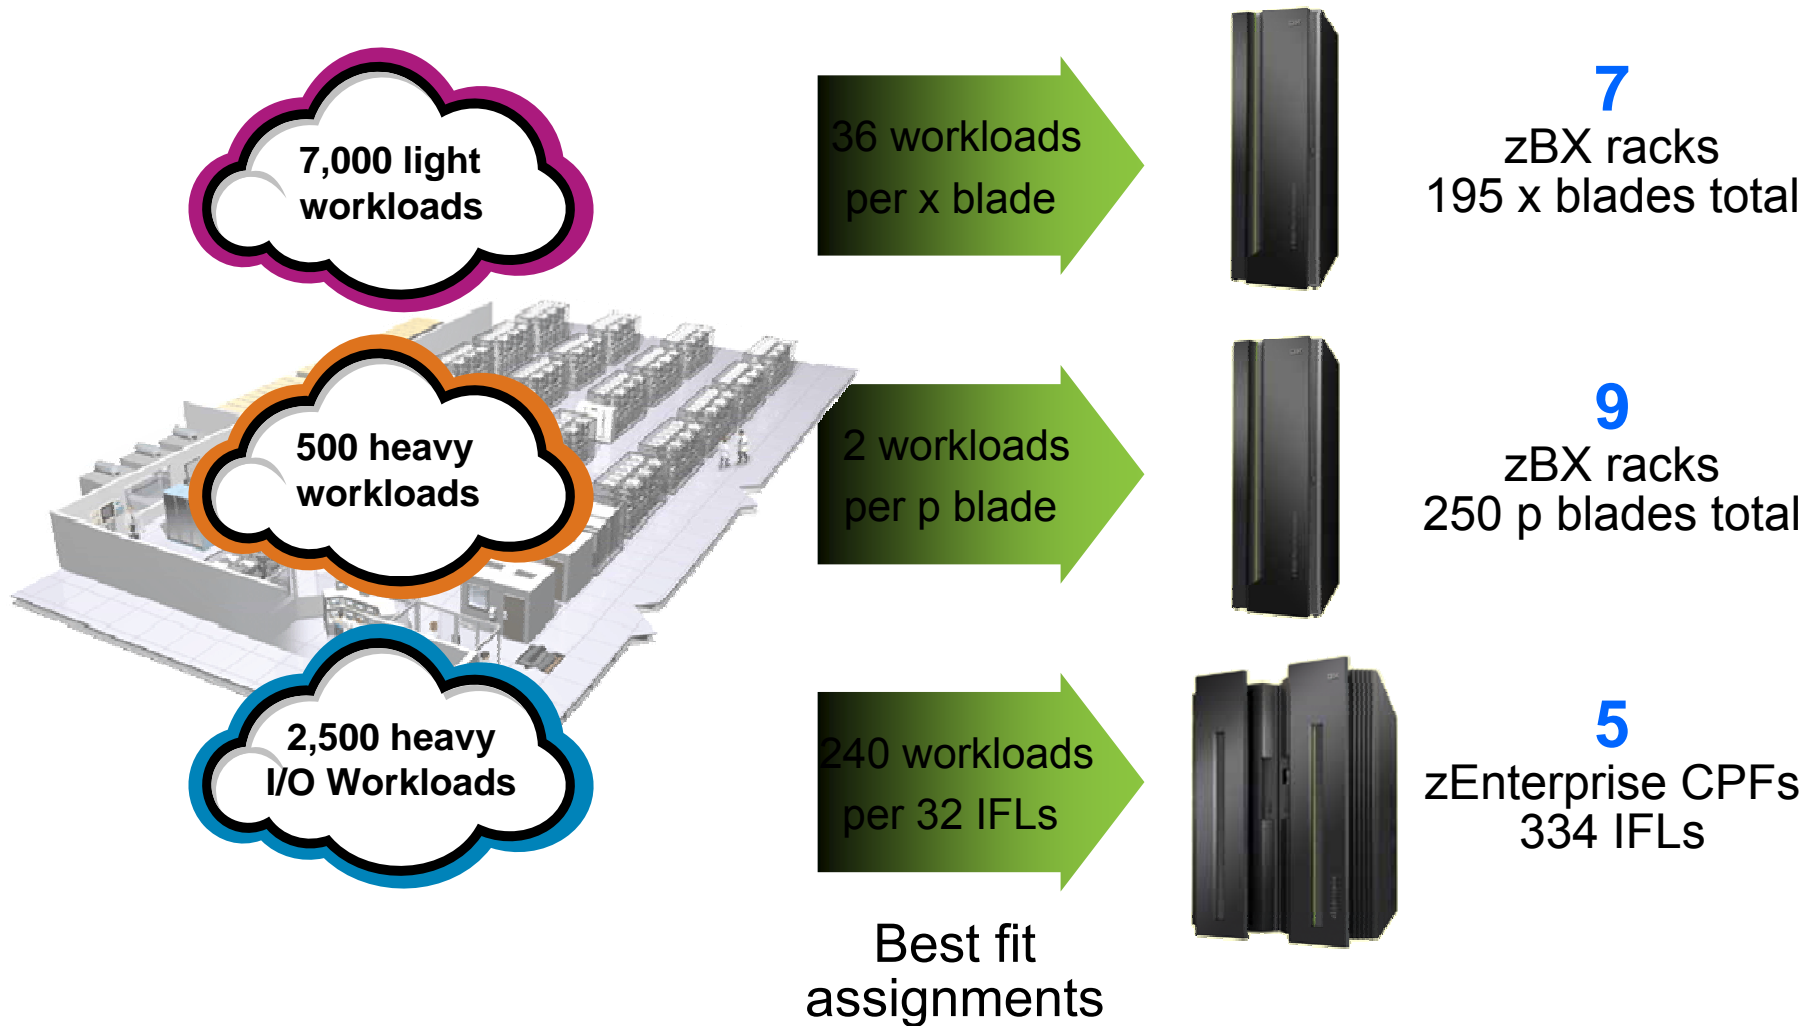 7,000 light
workloads
36 workloads
per x blade
7
zBX racks
195 x blades total
500 heavy
workloads
2 workloads
per p blade
9
zBX racks
250 p blades total
2,500 heavy
I/O Workloads
240 workloads
per 32 IFLs
5
zEnterprise CPFs
334 IFLs
Best fit
assignments